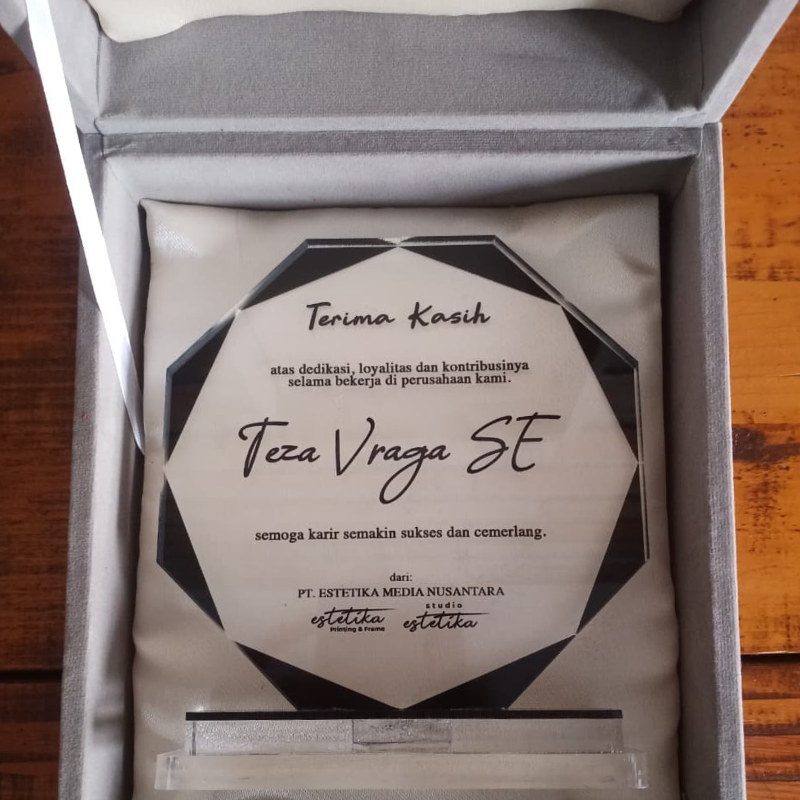 Terima Kasih
atas dedikasi, loyalitas dan kontribusinya
selama bekerja di perusahaan kami.
Teza Vraga SE
semoga karir semakin sukses dan cemerlang.
dari:
PT. ESTETIKA MEDIA NUSANTARA
estetika
Printing & Frame
studio
estetika